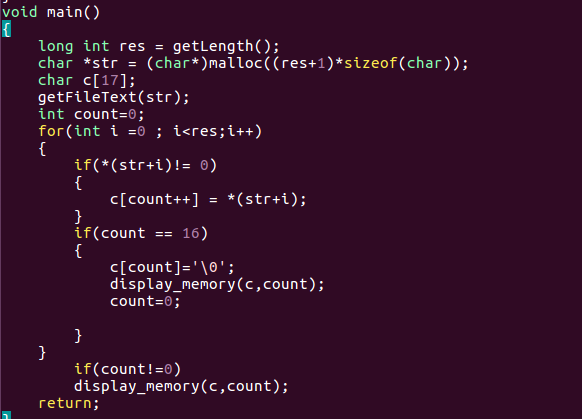 void main()
{
    long int res = getLength();
    char *str = (char*)malloc((res+1)*sizeof(char));
    char c[17];
    getFileText(str);
    int count=0;
    for(int i =0 ; i<res;i++)
    {
        if(*(str+i)!= 0)
        {
            c[count++] = *(str+i);
        }
        if(count == 16)
        {
            c[count]='\0';
            display_memory(c,count);
            count=0;

        }
    }
        if(count!=0)
        display_memory(c,count);
    return;
}